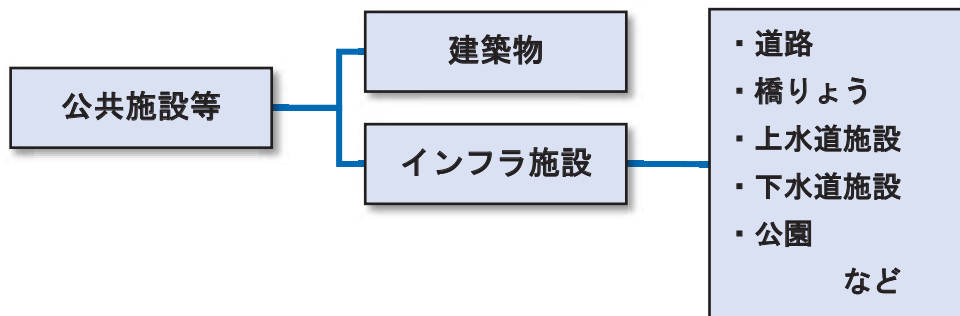 公共施設等
建築物
インフラ施設
・道路
・橋りょう
・上水道施設
・下水道施設
・公園
など